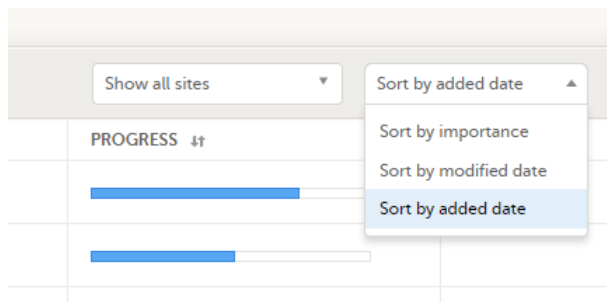 Show all sites
Sort by added date
PROGRESS
Sort by importance
Sort by modified date
Sort by added date